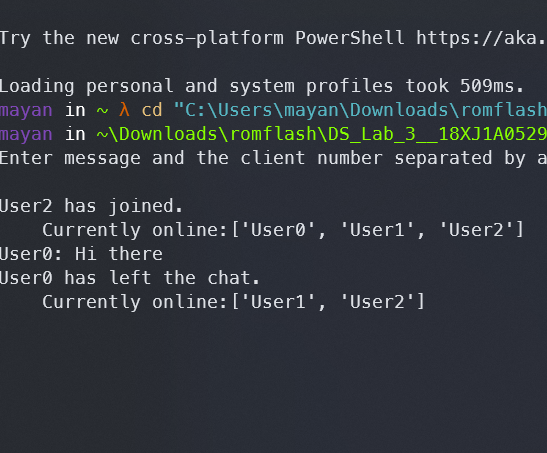 Try the new cross-platform PowerShell https://aka.
Loading personal and system profiles took 509ms.
mayan in ~ λ cd "C:\Users\mayan\Downloads\romflash
mayan in ~\Downloads\romflash\DS_Lab_3__18XJ1A0529
Enter message and the client number separated by a
User2 has joined.
Currently online:['User0', 'User1', 'User2']
User0: Hi there
User0 has left the chat.
Currently online:['User1', 'User2']